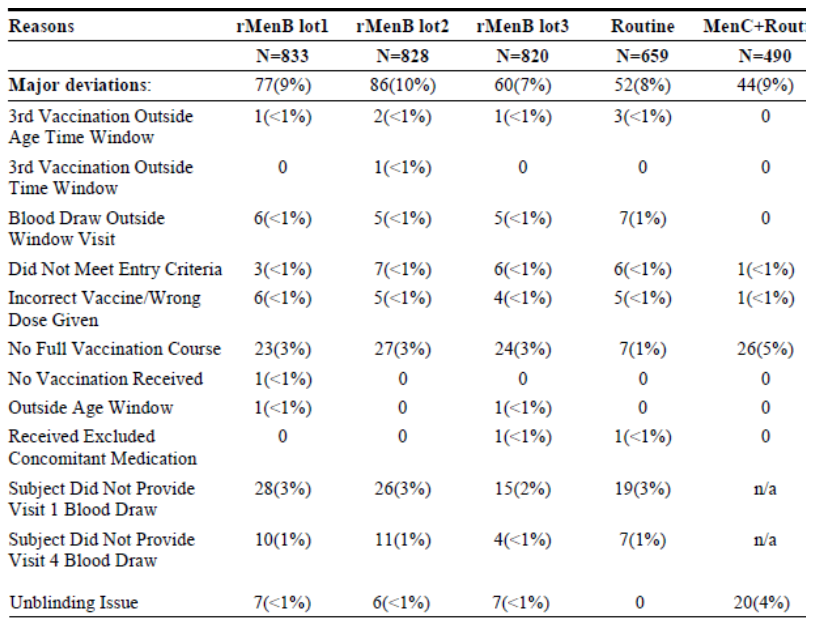 Reasons rMenB lot1 rMenB lot2 rMenB lot3 Routine MenC+Rout
N=833 N=828 N=820 N=659 N=490
Major deviations: 77(9%) 86(10%) 60(7%) 52(8%) 44(9%)
3rd Vaccination Outside 1(<1%) 2(<1%) 1(<1%) 3(<1%) 0
Age Time Window
3rd Vaccination Outside 0 1(<1%) 0 0 0
Time Window
Blood Draw Outside 6(<1%) 5(<1%) 5(<1%) 7(1%) 0
Window Visit
Did Not Meet Entry Criteria 3(<1%) 7(<1%) 6(<1%) 6(<1%) 1(<1%)
Incorrect Vaccine/Wrong 6(<1%) 5(<1%) 4(<1%) 5(<1%) 1(<1%)
Dose Given
No Full Vaccination Course 23(3%) 27(3%) 24(3%) 7(1%) 26(5%)
No Vaccination Received 1(<1%) 0 0 0 0
Outside Age Window 1(<1%) 0 1(<1%) 0 0
Received Excluded 0 0 1(<1%) 1(<1%) 0
Concomitant Medication
Subject Did Not Provide 28(3%) 26(3%) 15(2%) 19(3%) n/a
Visit 1 Blood Draw
Subject Did Not Provide 10(1%) 11(1%) 4(<1%) 7(1%) n/a
Visit 4 Blood Draw
Unblinding Issue 7(<1%) 6(<1%) 7(<1%) 0 20(4%)